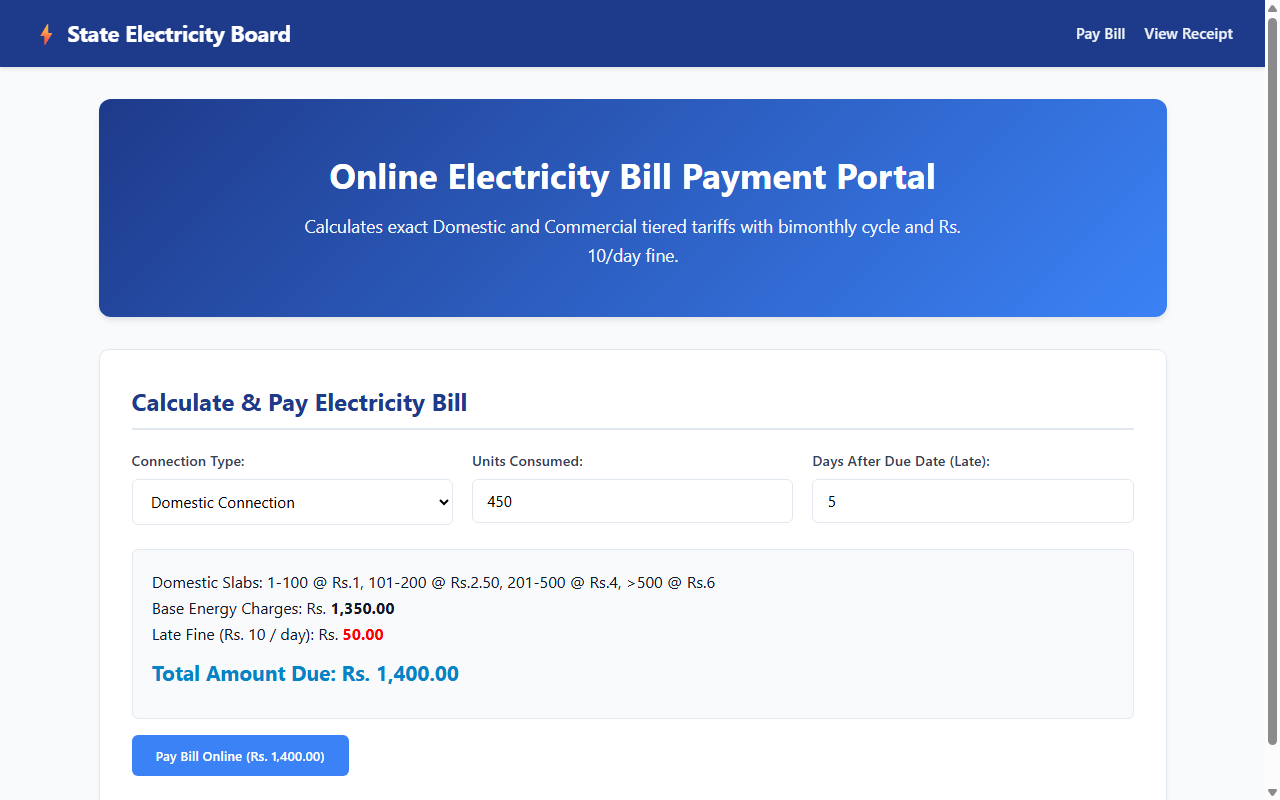 State Electricity Board
Pay Bill
View Receipt
Online Electricity Bill Payment Portal
Calculates exact Domestic and Commercial tiered tariffs with bimonthly cycle and Rs.
10/day fine.
Calculate & Pay Electricity Bill
Connection Type:
Units Consumed:
Days After Due Date (Late):
Domestic Connection
450
5
Domestic Slabs: 1-100 @ Rs.1, 101-200 @ Rs.2.50, 201-500 @ Rs.4, >500 @ Rs.6
Base Energy Charges: Rs. 1,350.00
Late Fine (Rs. 10 / day): Rs. 50.00
Total Amount Due: Rs. 1,400.00
Pay Bill Online (Rs. 1,400.00)